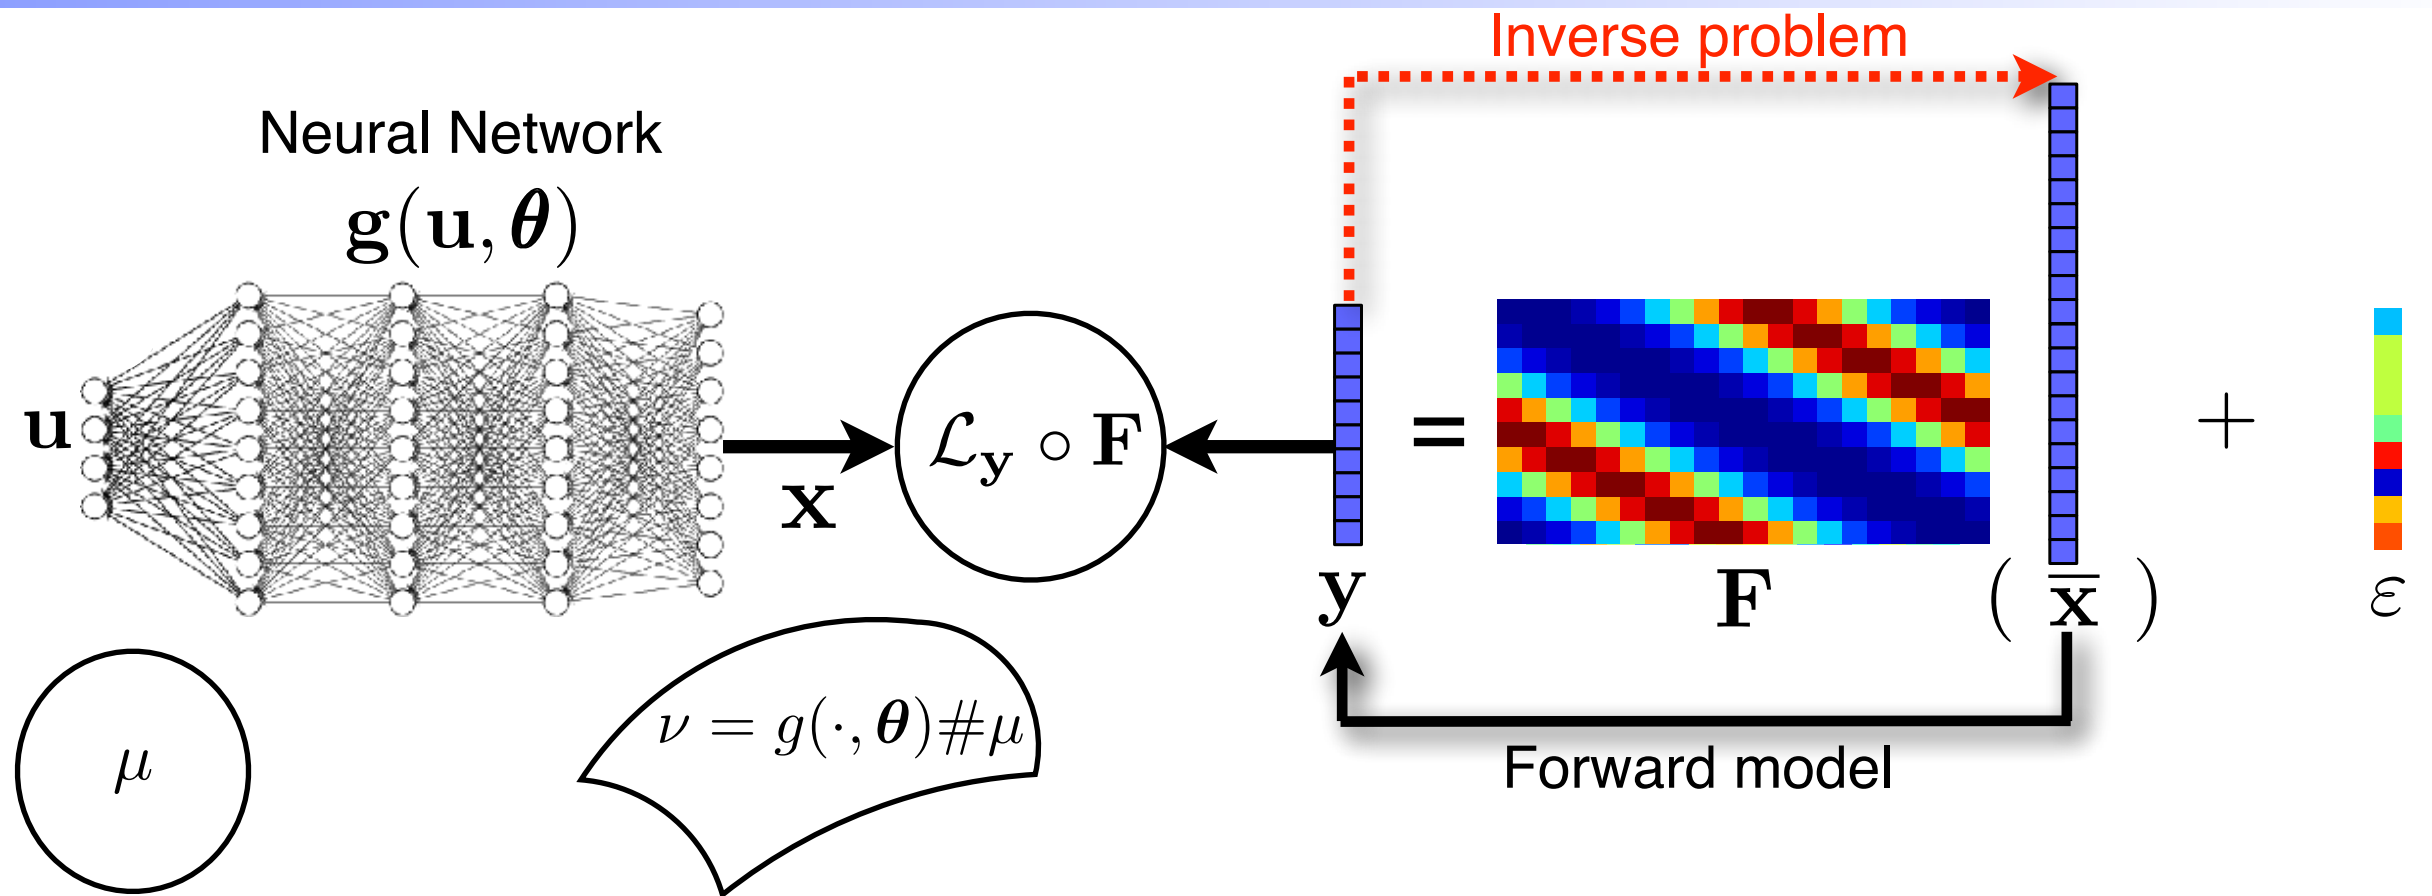 Inverse problem
Neural Network
g(u, θ)
u
x
𝓛_y ∘ F
=
+
y
F
( x̅ )
ε
μ
ν = g(·, θ)#μ
Forward model